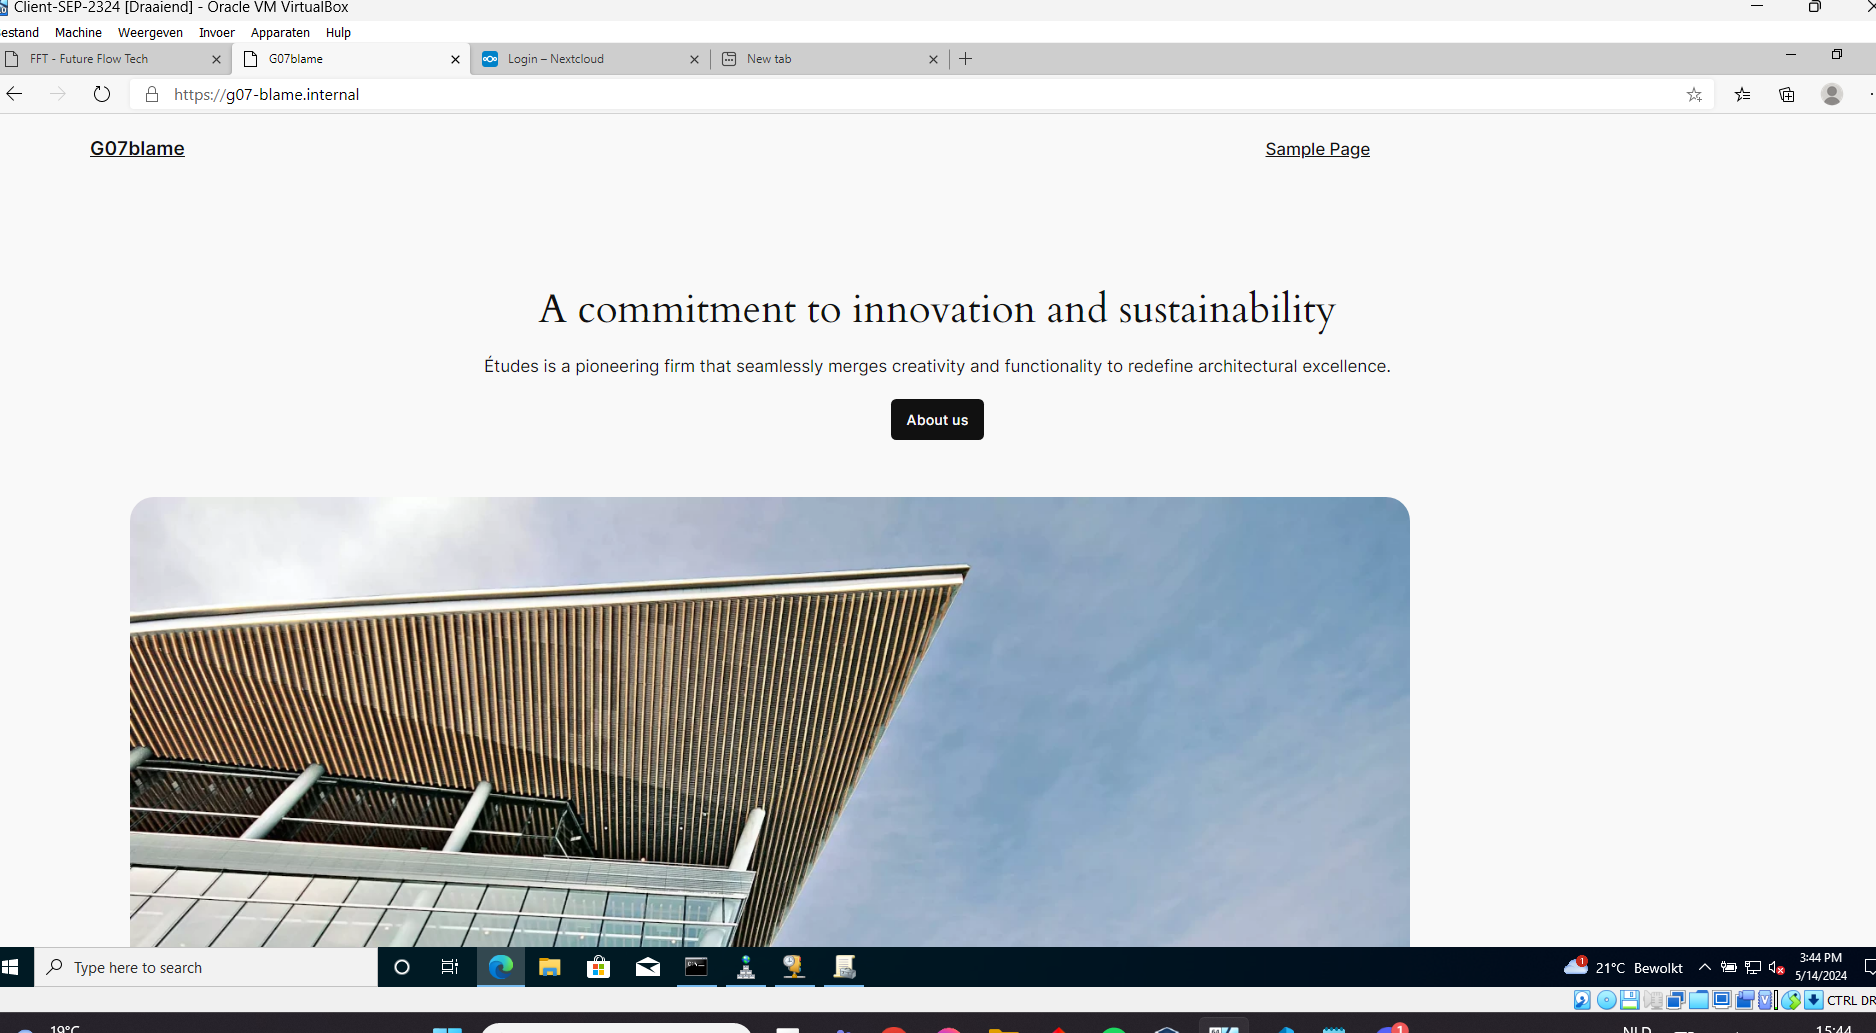 Client-SEP-2324 [Draaiend] - Oracle VM VirtualBox
estand Machine Weergeven Invoer Apparaten Help
FFT - Future Flow Tech G07blame Login – Nextcloud New tab
https://g07-blame.internal
G07blame Sample Page
A commitment to innovation and sustainability
Études is a pioneering firm that seamlessly merges creativity and functionality to redefine architectural excellence.
About us
Type here to search
1 21°C Bewolkt
3:44 PM
5/14/2024
CTRL DR
19°C
1
NLD
15:44